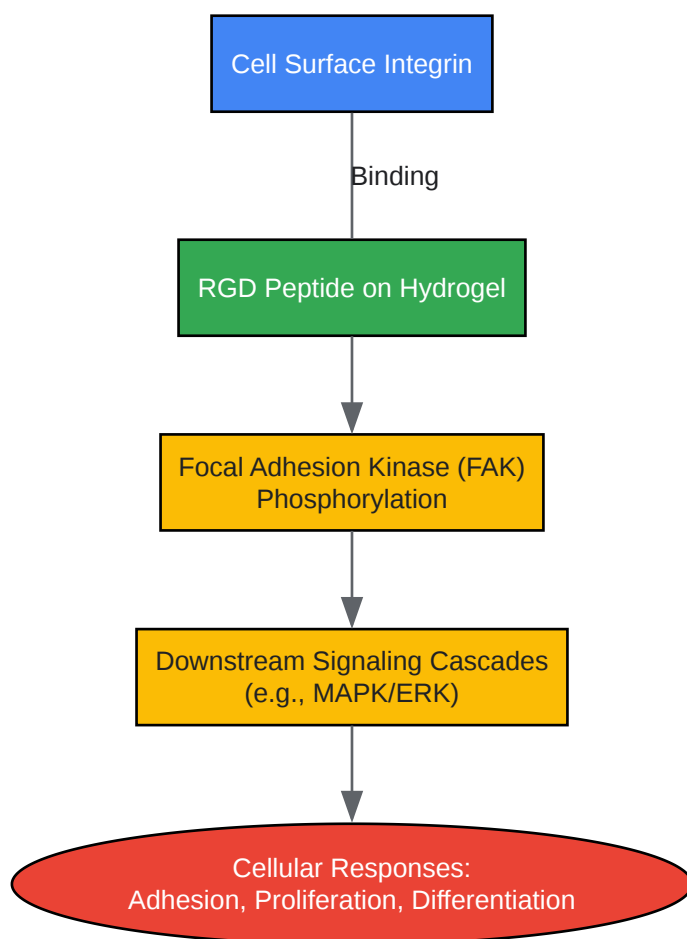 Cell Surface Integrin
Binding
RGD Peptide on Hydrogel
Focal Adhesion Kinase (FAK)
Phosphorylation
Downstream Signaling Cascades
(e.g., MAPK/ERK)
Cellular Responses:
Adhesion, Proliferation, Differentiation